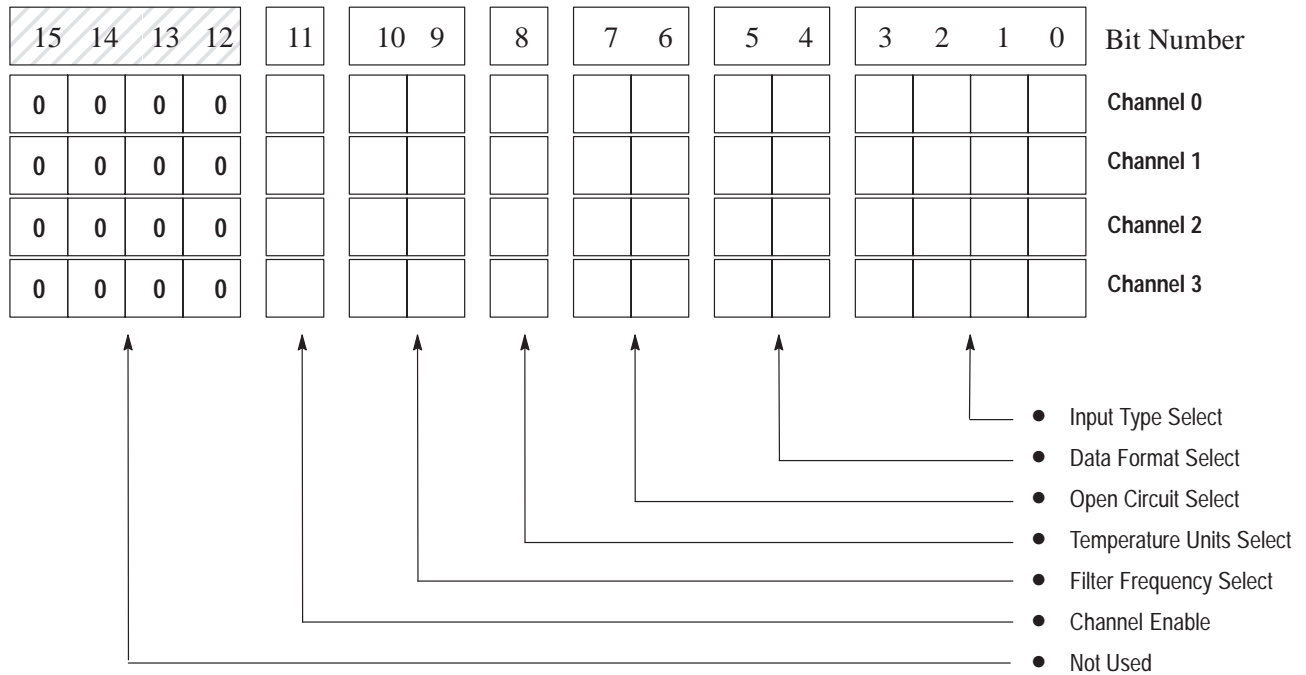 15 14 13 12 11 10 9 8 7 6 5 4 3 2 1 0 Bit Number
0 0 0 0 Channel 0
0 0 0 0 Channel 1
0 0 0 0 Channel 2
0 0 0 0 Channel 3
● Input Type Select
● Data Format Select
● Open Circuit Select
● Temperature Units Select
● Filter Frequency Select
● Channel Enable
● Not Used